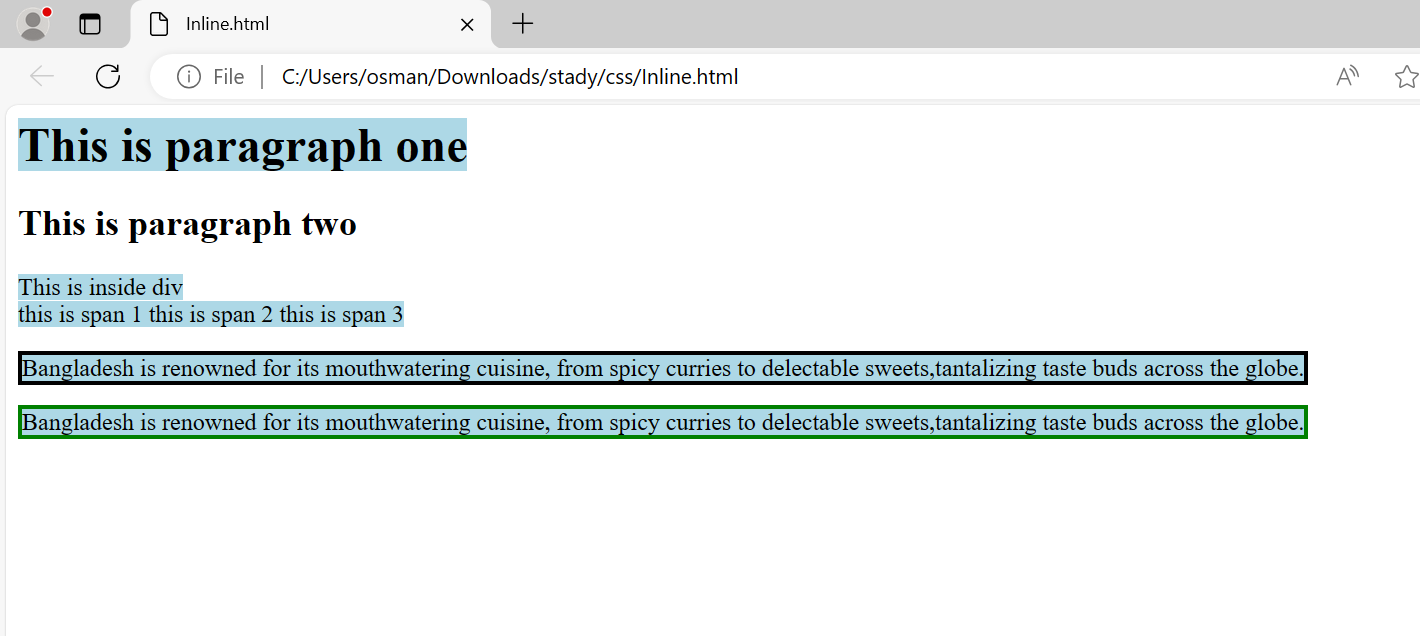 Inline.html
File
C:/Users/osman/Downloads/stady/css/Inline.html
This is paragraph one
This is paragraph two
This is inside div
this is span 1 this is span 2 this is span 3
Bangladesh is renowned for its mouthwatering cuisine, from spicy curries to delectable sweets,tantalizing taste buds across the globe.
Bangladesh is renowned for its mouthwatering cuisine, from spicy curries to delectable sweets,tantalizing taste buds across the globe.